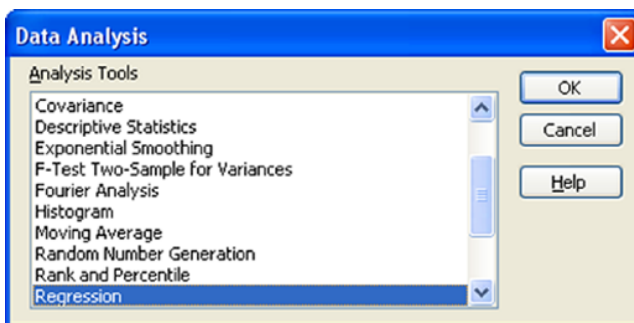 Data Analysis
Analysis Tools
Covariance
Descriptive Statistics
Exponential Smoothing
F-Test Two-Sample for Variances
Fourier Analysis
Histogram
Moving Average
Random Number Generation
Rank and Percentile
Regression
OK
Cancel
Help